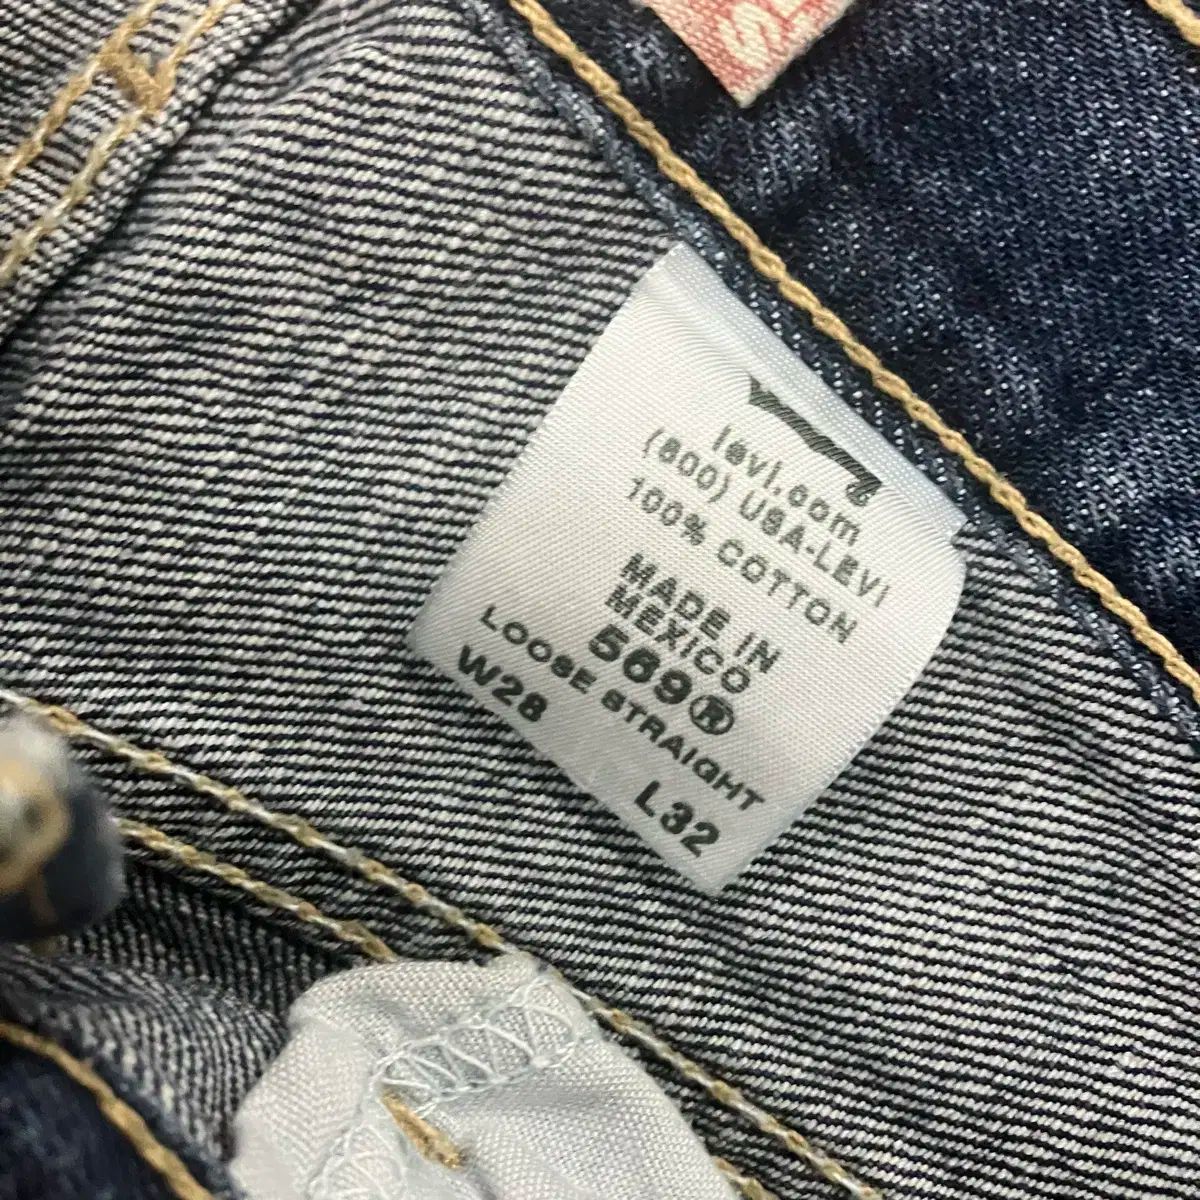 levi.com
(800) USA-LEVI
100% COTTON
MADE IN
MEXICO
569®
LOOSE STRAIGHT
W28 L32